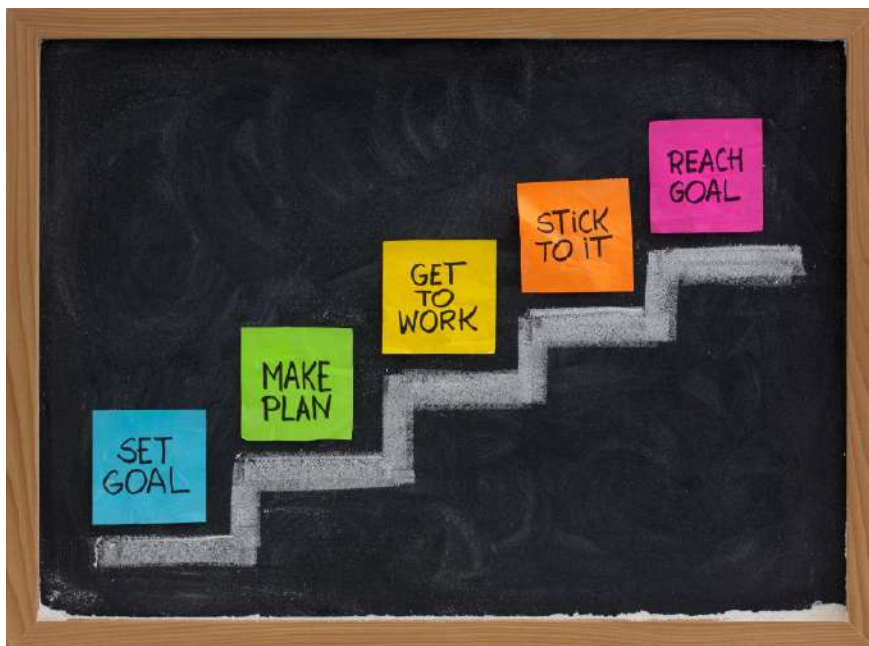 SET
GOAL
MAKE
PLAN
GET
TO
WORK
STiCK
TO iT
REACH
GOAL